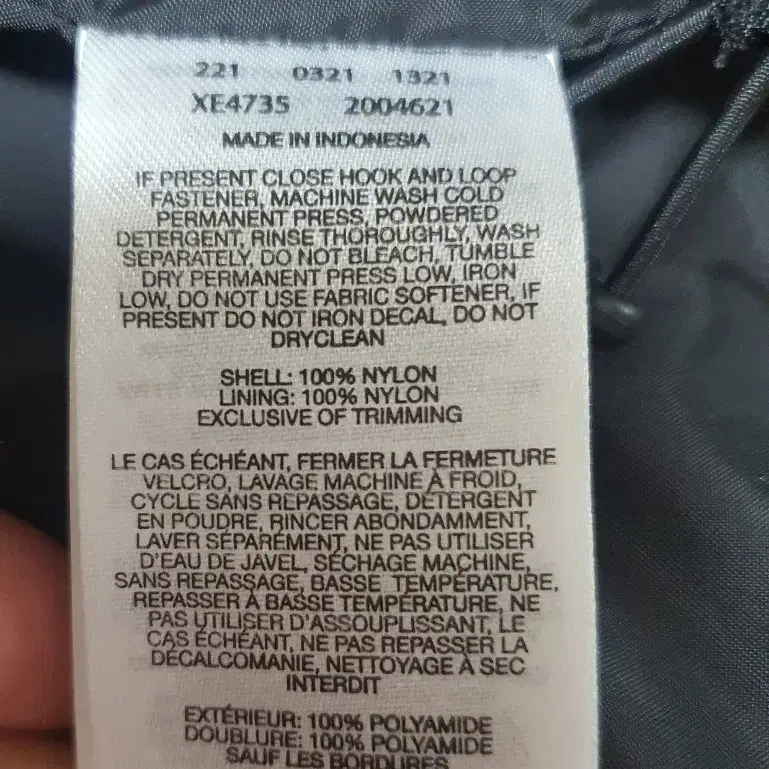 221 0321 1321
XE4735 2004621
MADE IN INDONESIA
IF PRESENT CLOSE HOOK AND LOOP
FASTENER, MACHINE WASH COLD
PERMANENT PRESS, POWDERED
DETERGENT, RINSE THOROUGHLY, WASH
SEPARATELY, DO NOT BLEACH, TUMBLE
DRY PERMANENT PRESS LOW, IRON
LOW, DO NOT USE FABRIC SOFTENER, IF
PRESENT DO NOT IRON DECAL, DO NOT
DRYCLEAN
SHELL: 100% NYLON
LINING: 100% NYLON
EXCLUSIVE OF TRIMMING
LE CAS ÉCHÉANT, FERMER LA FERMETURE
VELCRO, LAVAGE MACHINE À FROID,
CYCLE SANS REPASSAGE, DÉTERGENT
EN POUDRE, RINCER ABONDAMMENT,
LAVER SÉPARÉMENT, NE PAS UTILISER
D'EAU DE JAVEL, SÉCHAGE MACHINE,
SANS REPASSAGE, BASSE TEMPÉRATURE,
REPASSER À BASSE TEMPÉRATURE, NE
PAS UTILISER D'ASSOUPLISSANT, LE
CAS ÉCHÉANT, NE PAS REPASSER LA
DÉCALCOMANIE, NETTOYAGE À SEC
INTERDIT
EXTÉRIEUR: 100% POLYAMIDE
DOUBLURE: 100% POLYAMIDE
SAUF LES BORDURES